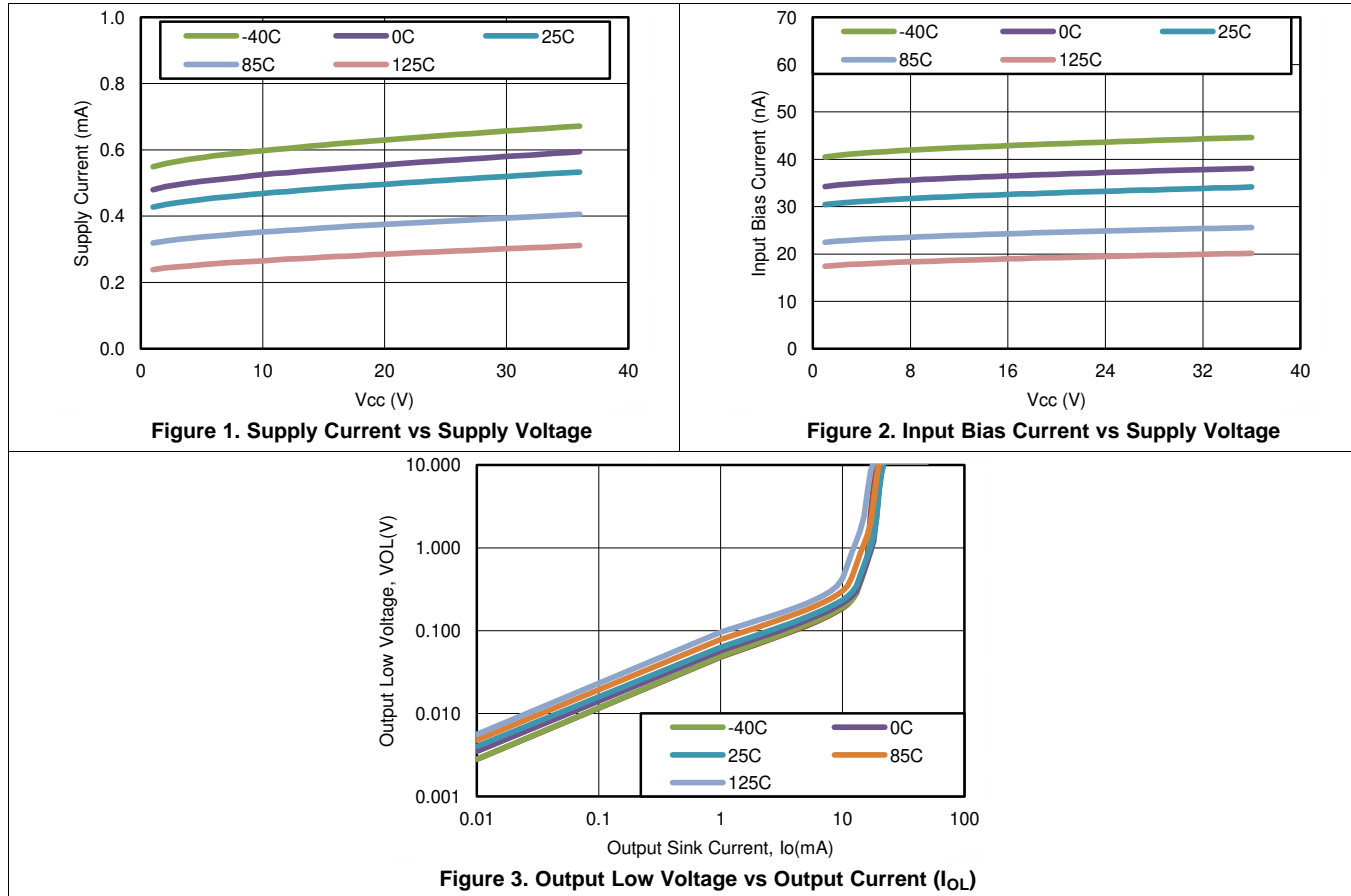 1.0
0.8
0.6
0.4
0.2
0.0
Supply Current (mA)
-40C 0C 25C
85C 125C
0 10 20 30 40
Vcc (V)
Figure 1. Supply Current vs Supply Voltage
70
60
50
40
30
20
10
0
Input Bias Current (nA)
-40C 0C 25C
85C 125C
0 8 16 24 32 40
Vcc (V)
Figure 2. Input Bias Current vs Supply Voltage
10.000
1.000
0.100
0.010
0.001
Output Low Voltage, VOL(V)
-40C 0C
25C 85C
125C
0.01 0.1 1 10 100
Output Sink Current, Io(mA)
Figure 3. Output Low Voltage vs Output Current (IOL)